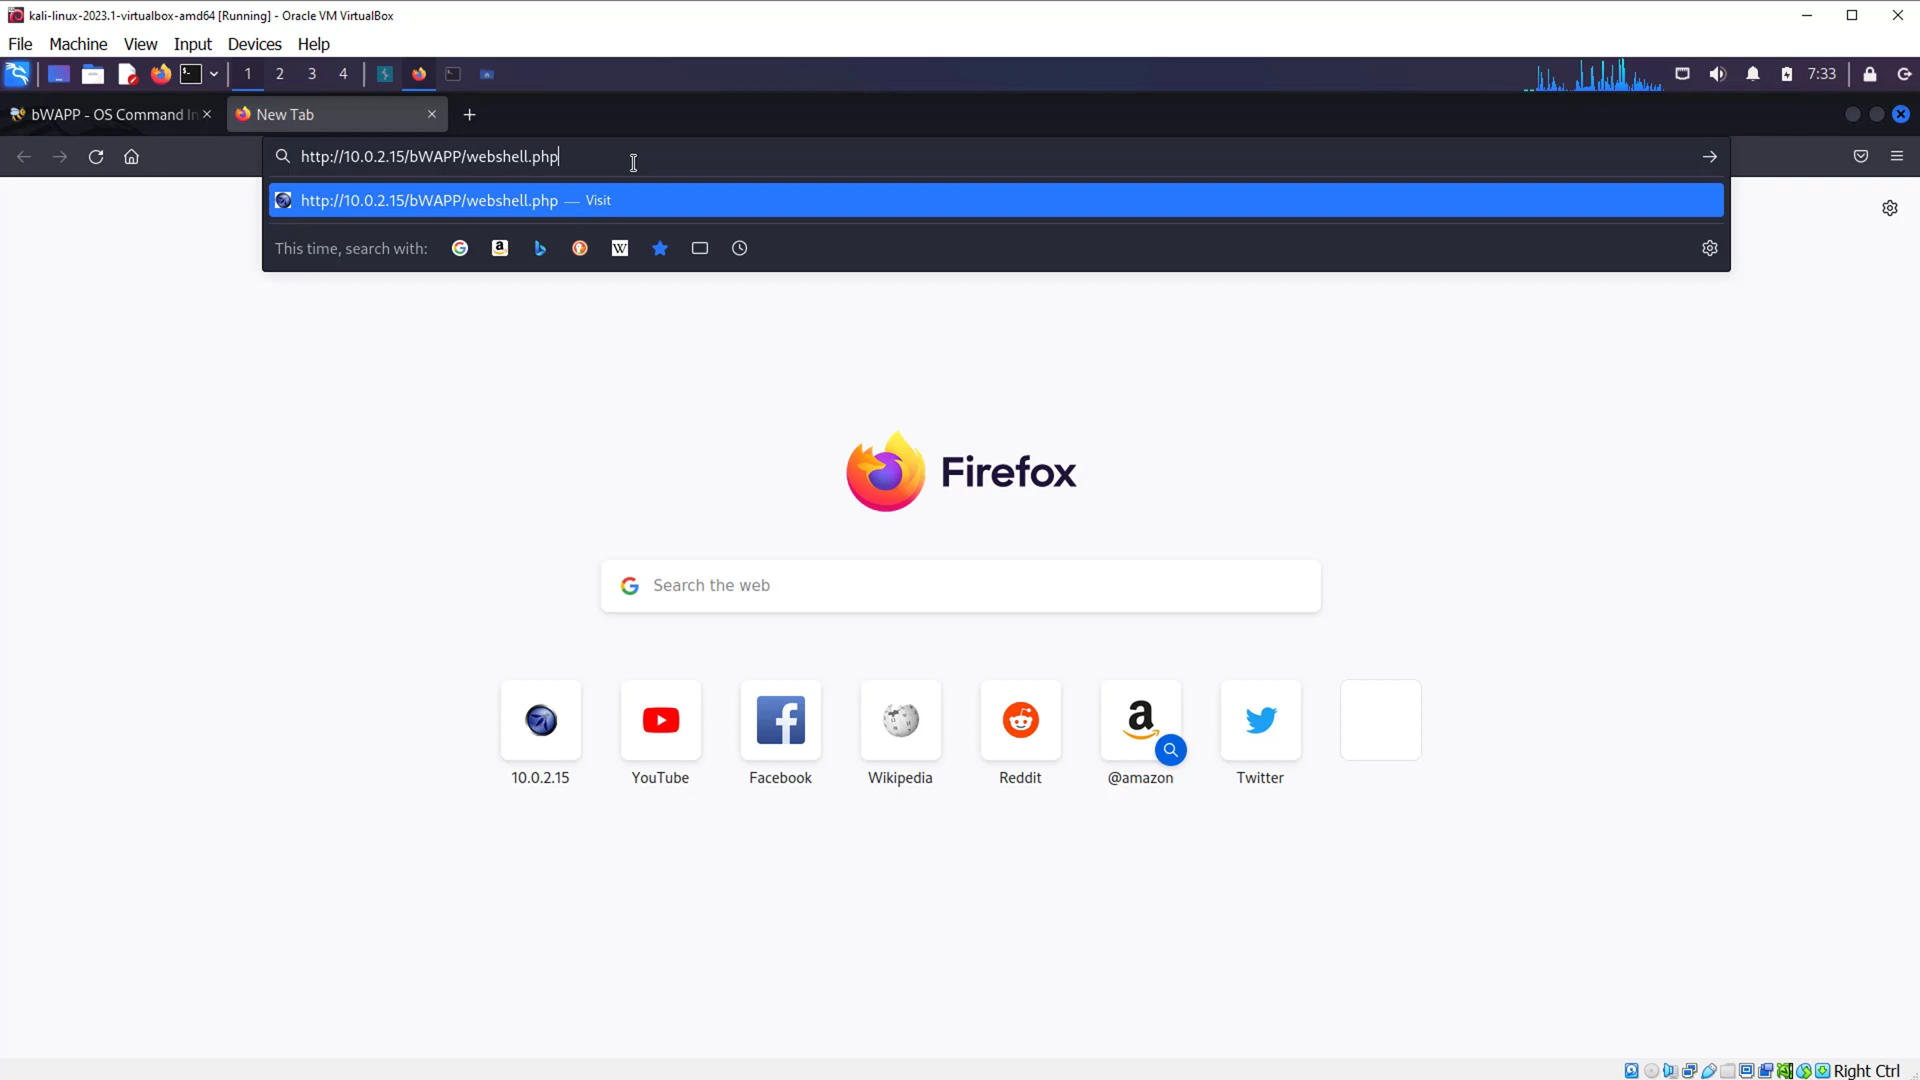 kali-linux-2023.1-virtualbox-amd64 [Running] - Oracle VM VirtualBox
File Machine View Input Devices Help
1 2 3 4 7:33
bWAPP - OS Command In New Tab
http://10.0.2.15/bWAPP/webshell.php
http://10.0.2.15/bWAPP/webshell.php — Visit
This time, search with:
Firefox
Search the web
10.0.2.15 YouTube Facebook Wikipedia Reddit @amazon Twitter
Right Ctrl